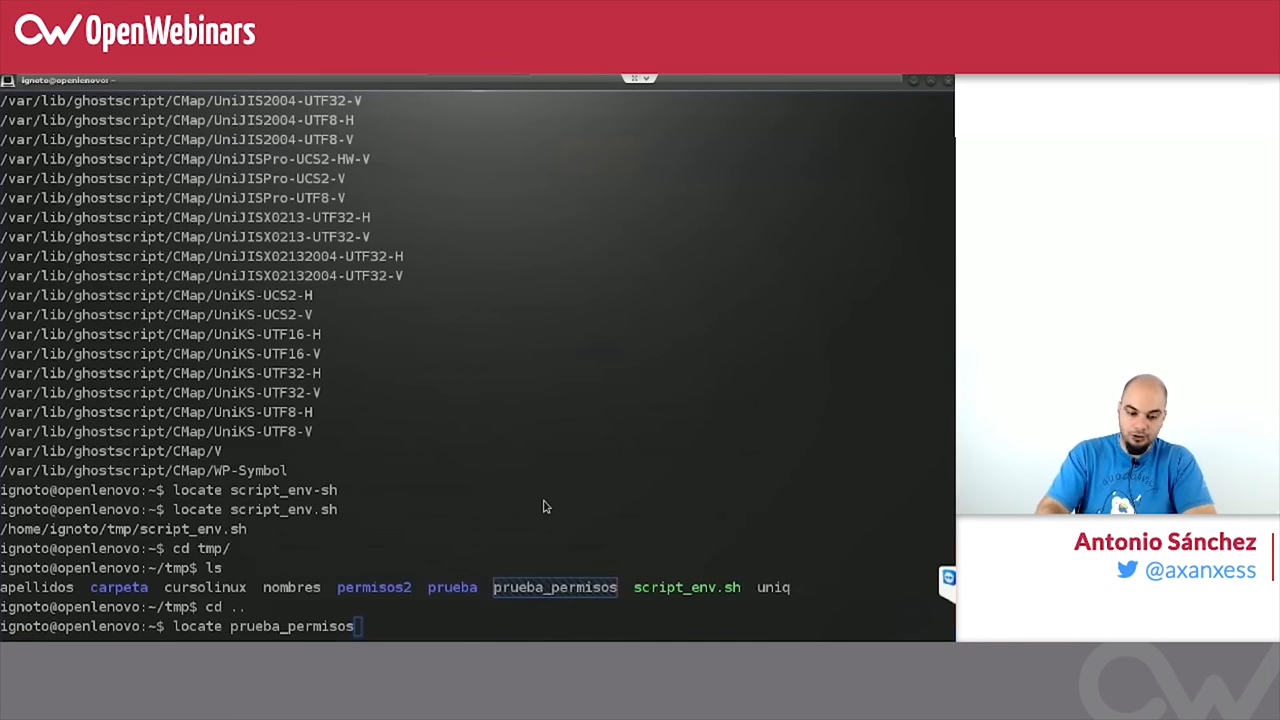 CW OpenWebinars
ignoto@openlenovo: ~
/var/lib/ghostscript/CMap/UniJIS2004-UTF32-V
/var/lib/ghostscript/CMap/UniJIS2004-UTF8-H
/var/lib/ghostscript/CMap/UniJIS2004-UTF8-V
/var/lib/ghostscript/CMap/UniJISPro-UCS2-HW-V
/var/lib/ghostscript/CMap/UniJISPro-UCS2-V
/var/lib/ghostscript/CMap/UniJISPro-UTF8-V
/var/lib/ghostscript/CMap/UniJISX0213-UTF32-H
/var/lib/ghostscript/CMap/UniJISX0213-UTF32-V
/var/lib/ghostscript/CMap/UniJISX02132004-UTF32-H
/var/lib/ghostscript/CMap/UniJISX02132004-UTF32-V
/var/lib/ghostscript/CMap/UniKS-UCS2-H
/var/lib/ghostscript/CMap/UniKS-UCS2-V
/var/lib/ghostscript/CMap/UniKS-UTF16-H
/var/lib/ghostscript/CMap/UniKS-UTF16-V
/var/lib/ghostscript/CMap/UniKS-UTF32-H
/var/lib/ghostscript/CMap/UniKS-UTF32-V
/var/lib/ghostscript/CMap/UniKS-UTF8-H
/var/lib/ghostscript/CMap/UniKS-UTF8-V
/var/lib/ghostscript/CMap/V
/var/lib/ghostscript/CMap/WP-Symbol
ignoto@openlenovo:~$ locate script_env-sh
ignoto@openlenovo:~$ locate script_env.sh
/home/ignoto/tmp/script_env.sh
ignoto@openlenovo:~$ cd tmp/
ignoto@openlenovo:~/tmp$ ls
apellidos carpeta cursolinux nombres permisos2 prueba prueba_permisos script_env.sh uniq
ignoto@openlenovo:~/tmp$ cd ..
ignoto@openlenovo:~$ locate prueba_permisos
Antonio Sánchez
@axanxess